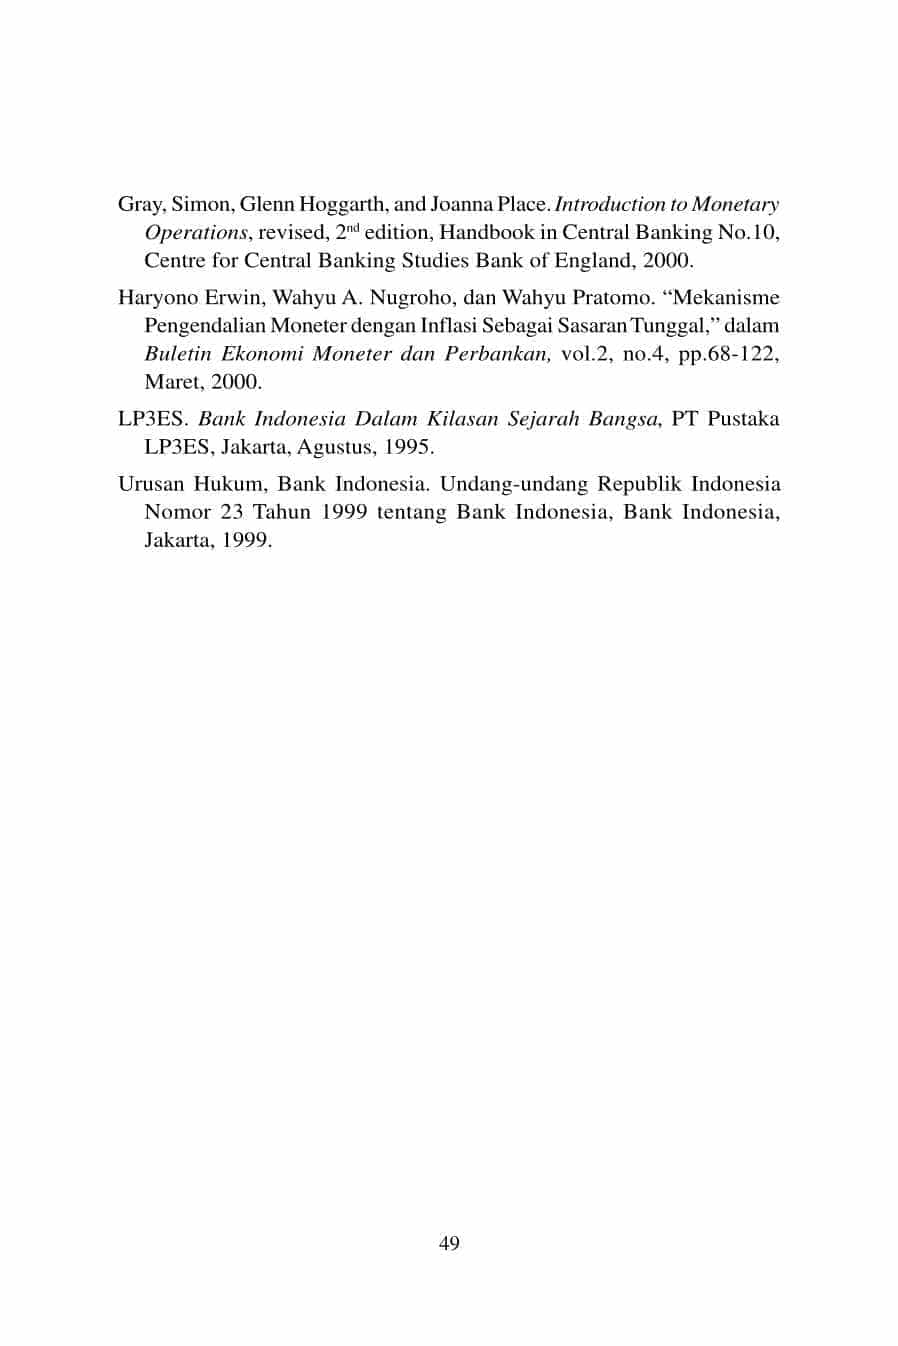 Gray, Simon, Glenn Hoggarth, and Joanna Place. Introduction to Monetary
Operations, revised, 2nd edition, Handbook in Central Banking No.10,
Centre for Central Banking Studies Bank of England, 2000.
Haryono Erwin, Wahyu A. Nugroho, dan Wahyu Pratomo. “Mekanisme
Pengendalian Moneter dengan Inflasi Sebagai Sasaran Tunggal,” dalam
Buletin Ekonomi Moneter dan Perbankan, vol.2, no.4, pp.68-122,
Maret, 2000.
LP3ES. Bank Indonesia Dalam Kilasan Sejarah Bangsa, PT Pustaka
LP3ES, Jakarta, Agustus, 1995.
Urusan Hukum, Bank Indonesia. Undang-undang Republik Indonesia
Nomor 23 Tahun 1999 tentang Bank Indonesia, Bank Indonesia,
Jakarta, 1999.
49